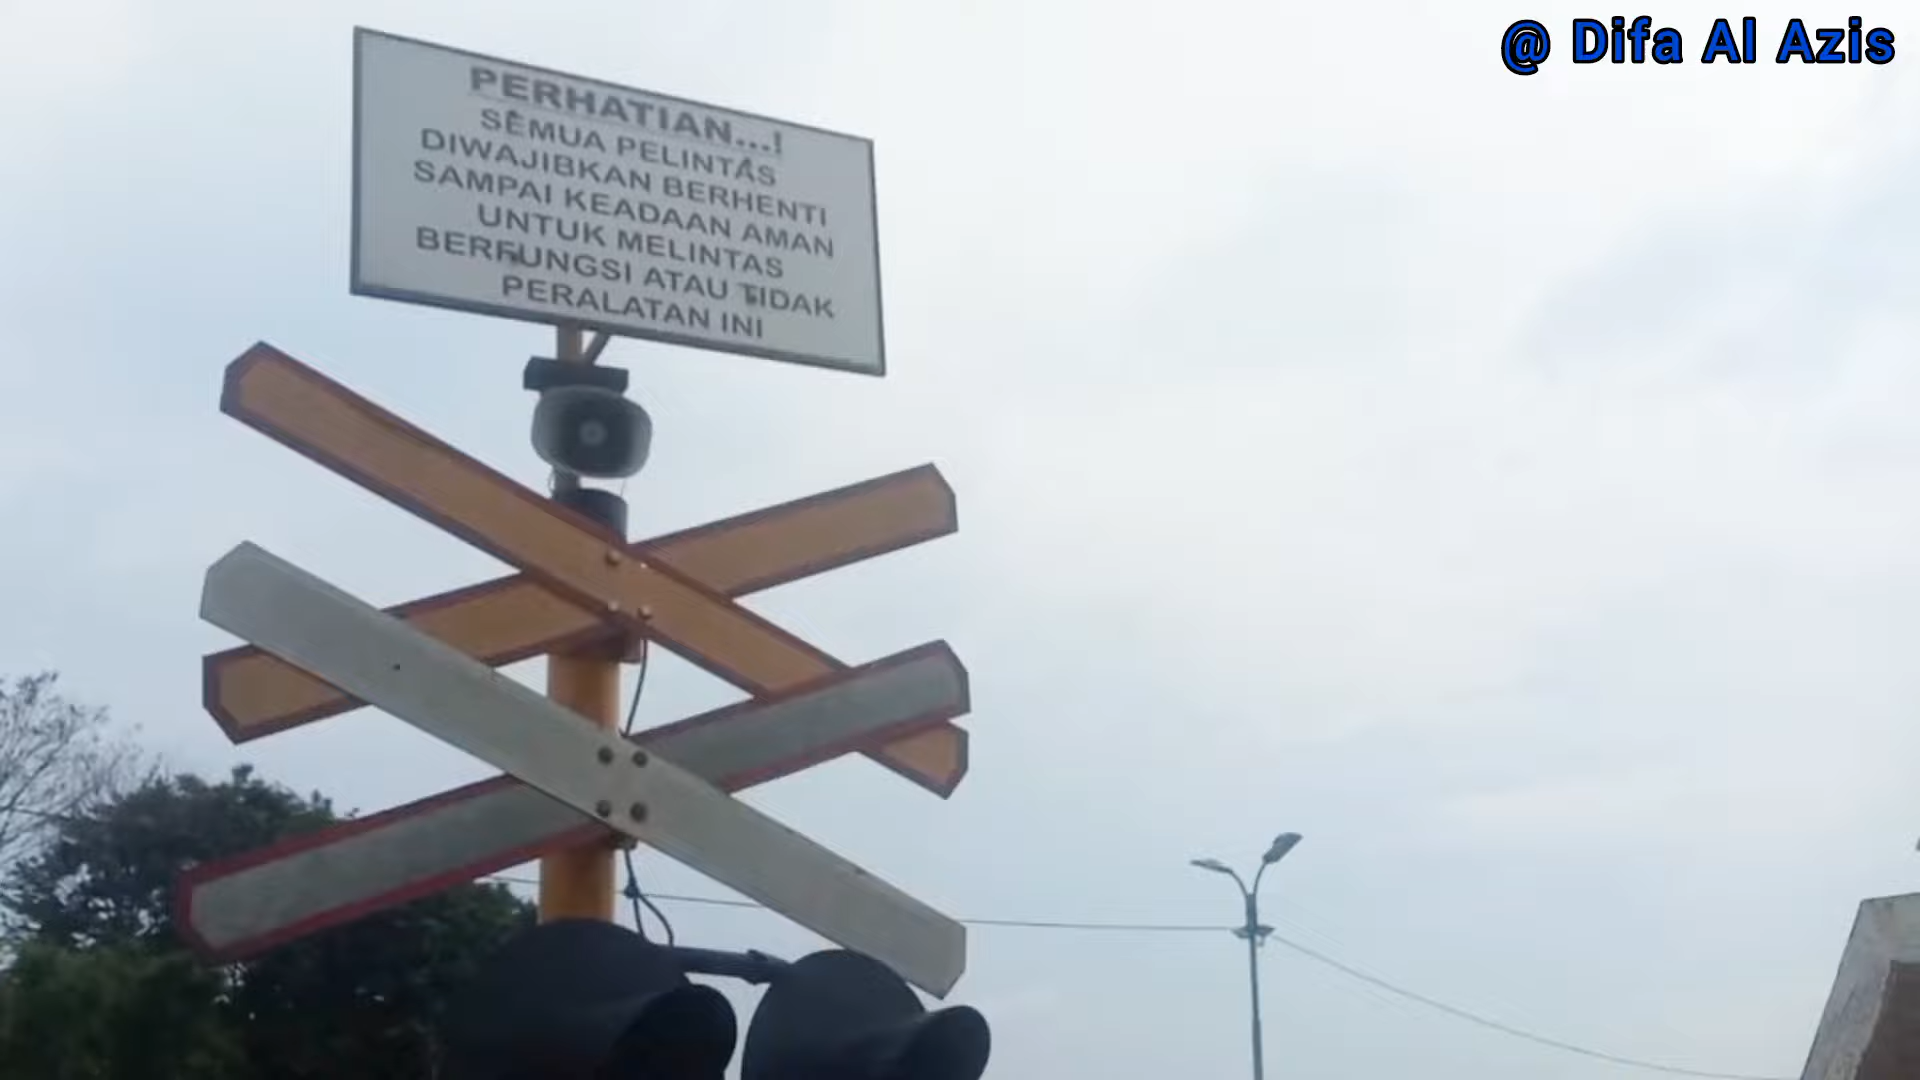 @ Difa Al Azis
PERHATIAN...!
SEMUA PELINTAS
DIWAJIBKAN BERHENTI
SAMPAI KEADAAN AMAN
UNTUK MELINTAS
BERFUNGSI ATAU TIDAK
PERALATAN INI